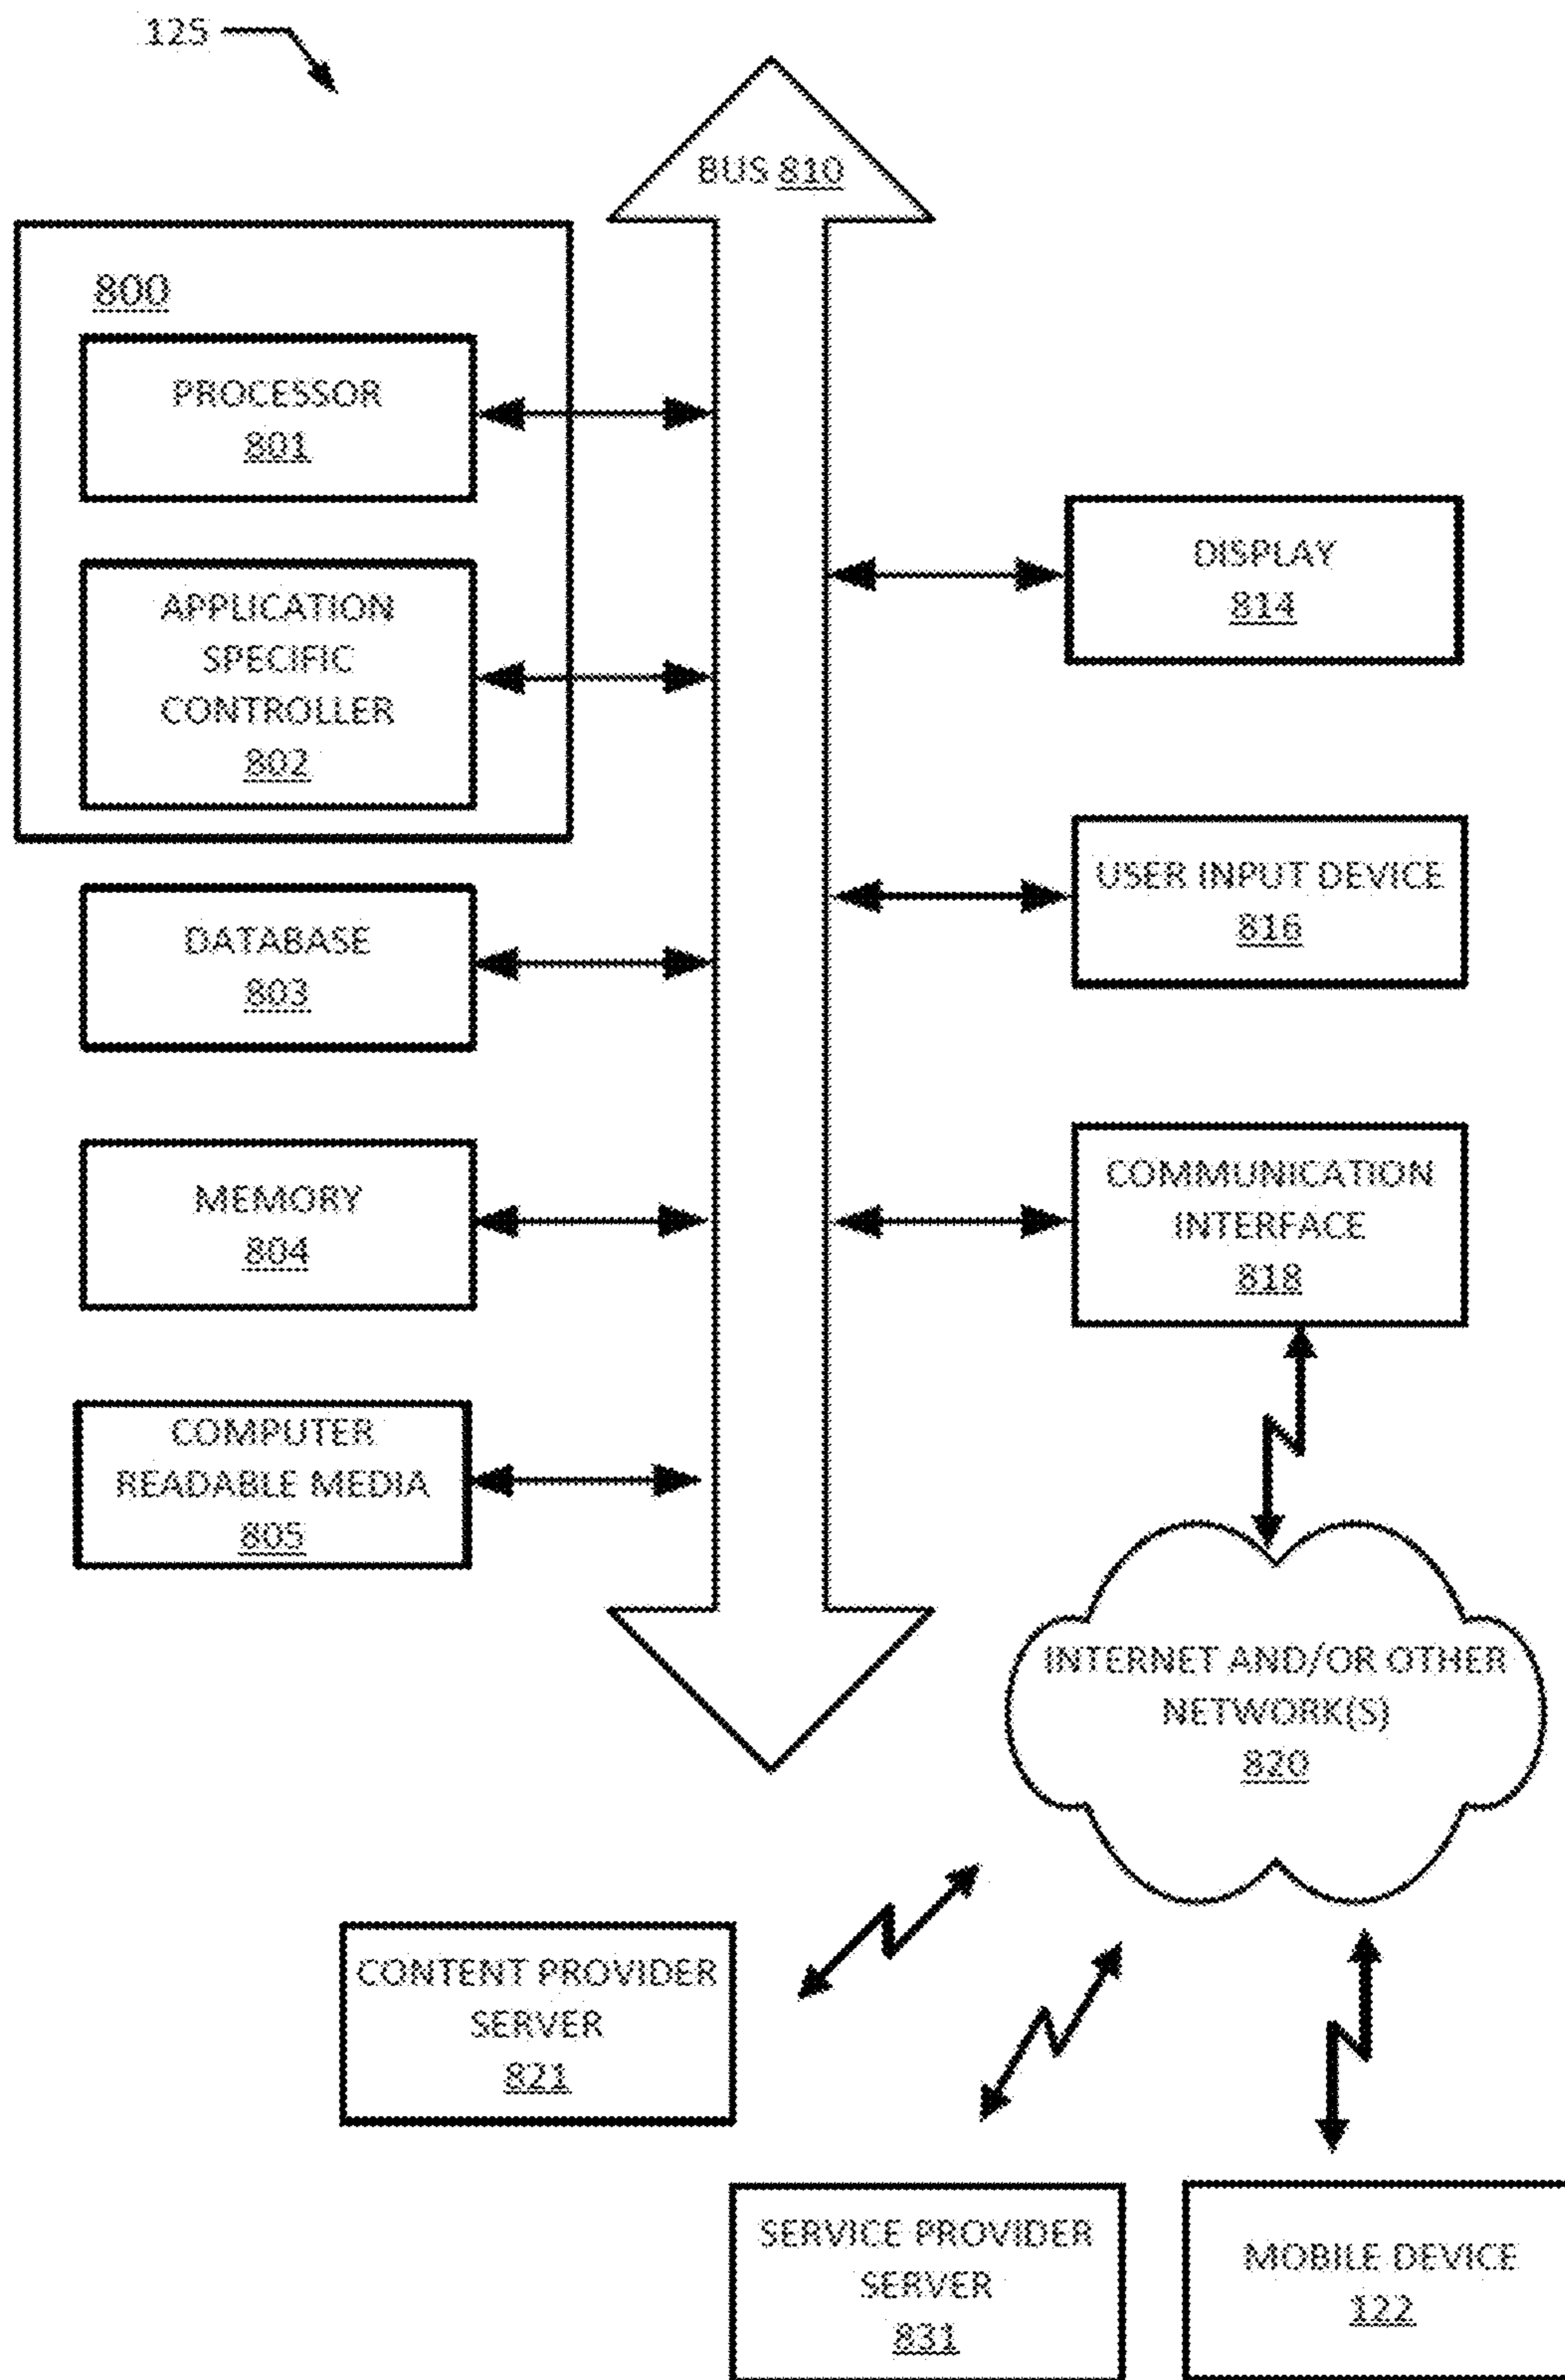 125
BUS 810
800
PROCESSOR
801
APPLICATION
SPECIFIC
CONTROLLER
802
DATABASE
803
MEMORY
804
COMPUTER
READABLE MEDIA
805
DISPLAY
814
USER INPUT DEVICE
816
COMMUNICATION
INTERFACE
818
INTERNET AND/OR OTHER
NETWORK(S)
820
CONTENT PROVIDER
SERVER
821
SERVICE PROVIDER
SERVER
831
MOBILE DEVICE
122